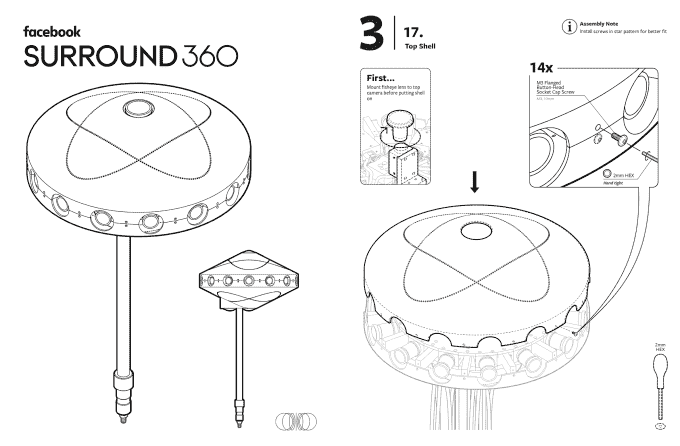 facebook
SURROUND 360
3
17.
Top Shell
i
Assembly Note
Install screws in star pattern for better fit
First...
Mount fisheye lens to top
camera before putting shell
on
14x
M3 Flanged
Button-Head
Socket Cap Screw
2mm HEX
Hand tight
2mm
HEX